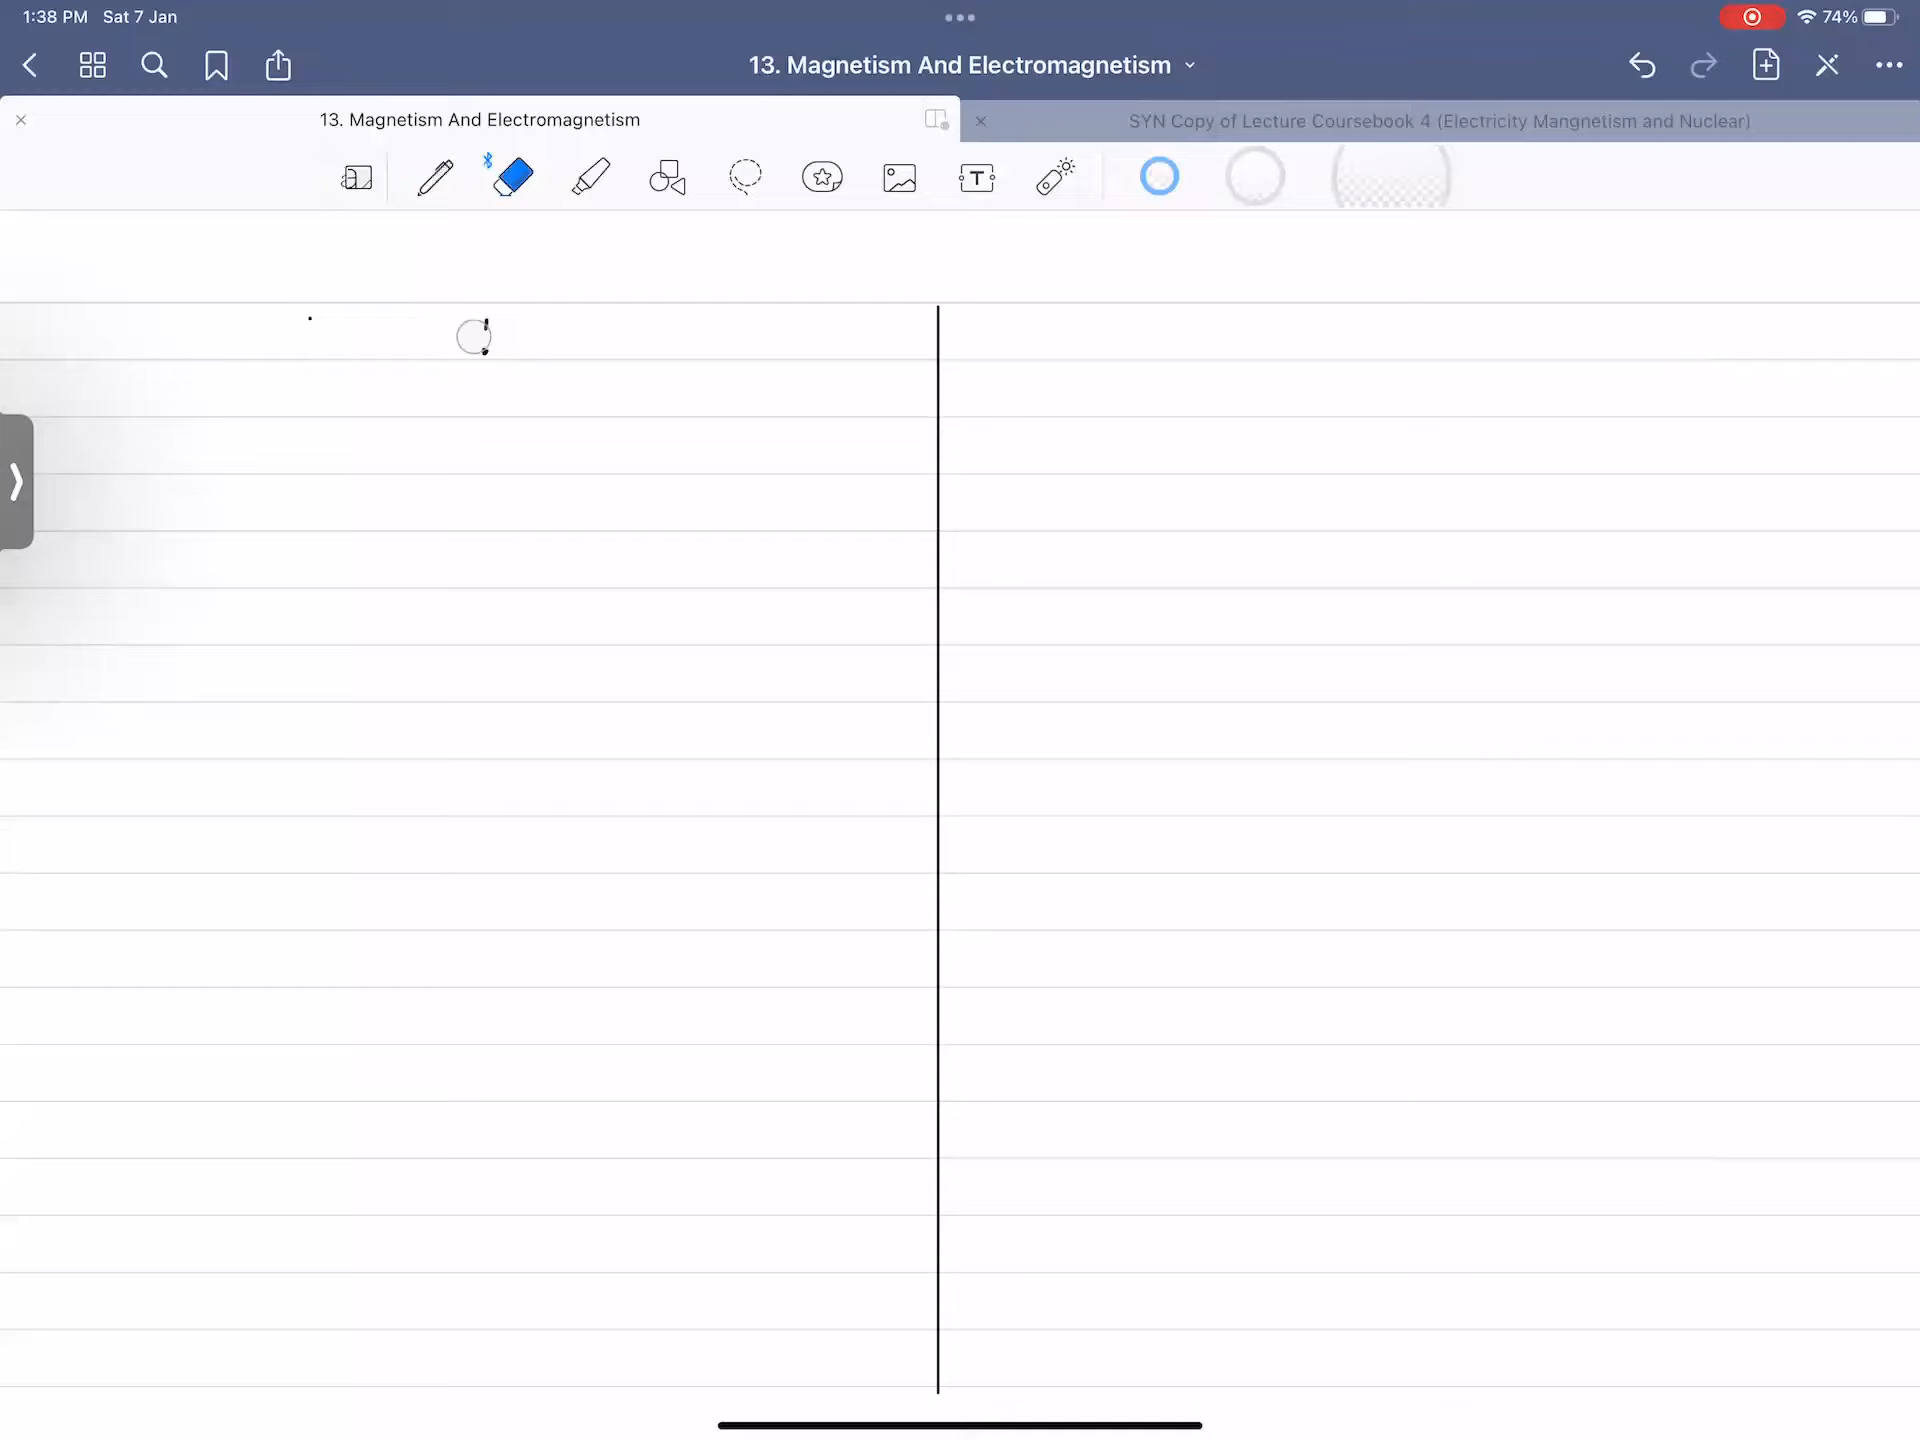 1:38 PM Sat 7 Jan
74%
13. Magnetism And Electromagnetism
13. Magnetism And Electromagnetism
SYN Copy of Lecture Coursebook 4 (Electricity Mangnetism and Nuclear)
a
T